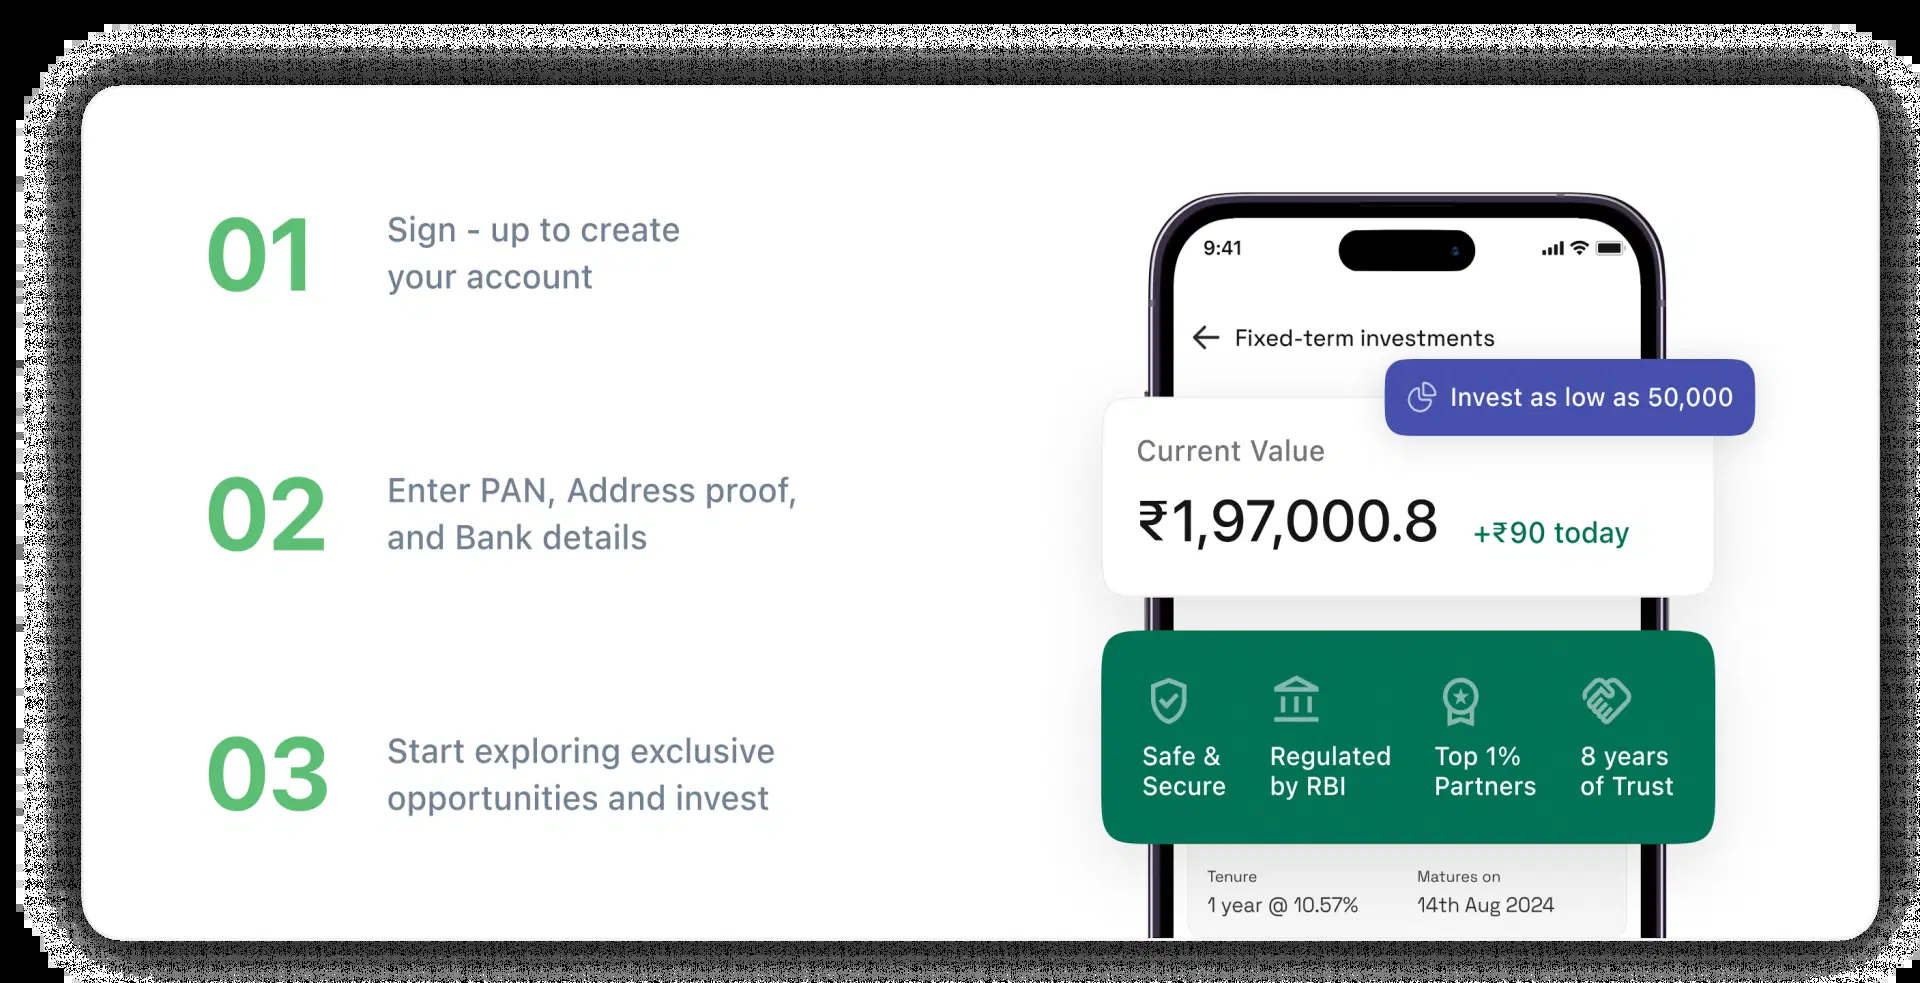 01
Sign - up to create
your account
02
Enter PAN, Address proof,
and Bank details
03
Start exploring exclusive
opportunities and invest
9:41
Fixed-term investments
Invest as low as 50,000
Current Value
₹1,97,000.8 +₹90 today
Safe &
Secure
Regulated
by RBI
Top 1%
Partners
8 years
of Trust
Tenure
1 year @ 10.57%
Matures on
14th Aug 2024